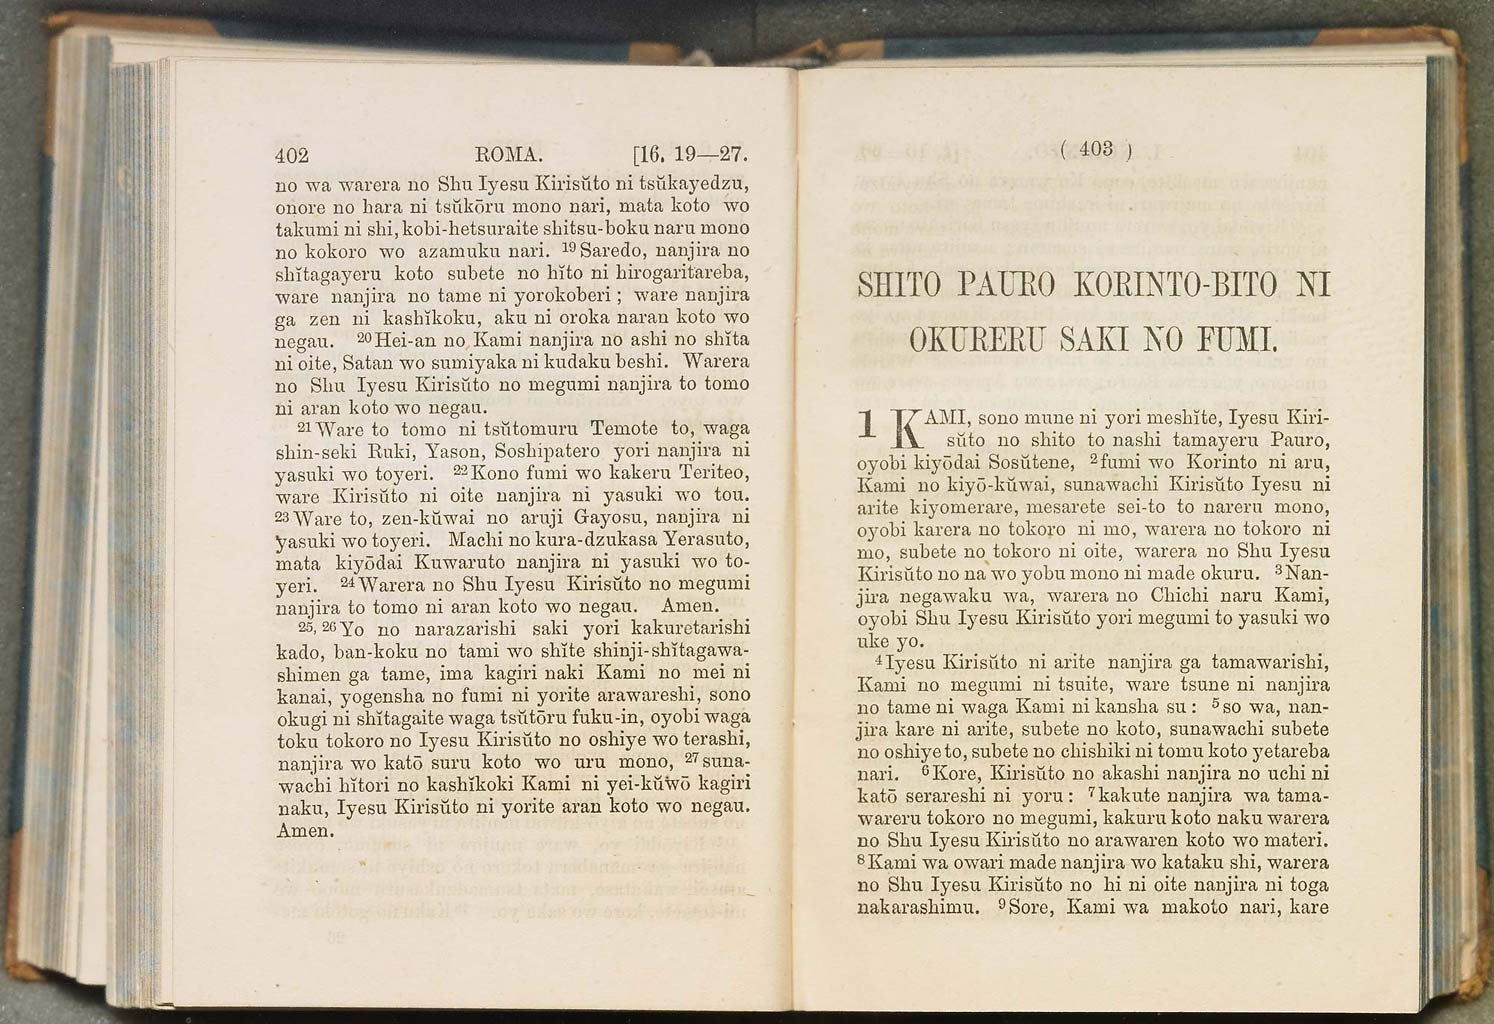 402 ROMA. [16. 19—27.
no wa warera no Shu Iyesu Kirisŭto ni tsŭkayedzu,
onore no hara ni tsŭkōru mono nari, mata koto wo
takumi ni shi, kobi-hetsuraite shitsu-boku naru mono
no kokoro wo azamuku nari. 19 Saredo, nanjira no
shĭtagayeru koto subete no hĭto ni hirogaritareba,
ware nanjira no tame ni yorokoberi ; ware nanjira
ga zen ni kashĭkoku, aku ni oroka naran koto wo
negau. 20 Hei-an no Kami nanjira no ashi no shĭta
ni oite, Satan wo sumiyaka ni kudaku beshi. Warera
no Shu Iyesu Kirisŭto no megumi nanjira to tomo
ni aran koto wo negau.
21 Ware to tomo ni tsŭtomuru Temote to, waga
shin-seki Ruki, Yason, Soshipatero yori nanjira ni
yasuki wo toyeri. 22 Kono fumi wo kakeru Teriteo,
ware Kirisŭto ni oite nanjira ni yasuki wo tou.
23 Ware to, zen-kŭwai no aruji Gayosu, nanjira ni
yasuki wo toyeri. Machi no kura-dzukasa Yerasuto,
mata kiyōdai Kuwaruto nanjira ni yasuki wo to-
yeri. 24 Warera no Shu Iyesu Kirisŭto no megumi
nanjira to tomo ni aran koto wo negau. Amen.
25, 26 Yo no narazarishi saki yori kakuretarishi
kado, ban-koku no tami wo shĭte shinji-shĭtagawa-
shimen ga tame, ima kagiri naki Kami no mei ni
kanai, yogensha no fumi ni yorite arawareshi, sono
okugi ni shĭtagaite waga tsŭtōru fuku-in, oyobi waga
toku tokoro no Iyesu Kirisŭto no oshiye wo terashi,
nanjira wo katō suru koto wo uru mono, 27 suna-
wachi hĭtori no kashĭkoki Kami ni yei-kŭwō kagiri
naku, Iyesu Kirisŭto ni yorite aran koto wo negau.
Amen.
( 403 )
SHITO PAURO KORINTO-BITO NI
OKURERU SAKI NO FUMI.
1 KAMI, sono mune ni yori meshĭte, Iyesu Kiri-
sŭto no shito to nashi tamayeru Pauro,
oyobi kiyōdai Sosŭtene, 2 fumi wo Korinto ni aru,
Kami no kiyō-kŭwai, sunawachi Kirisŭto Iyesu ni
arite kiyomerare, mesarete sei-to to nareru mono,
oyobi karera no tokoro ni mo, warera no tokoro ni
mo, subete no tokoro ni oite, warera no Shu Iyesu
Kirisŭto no na wo yobu mono ni made okuru. 3 Nan-
jira negawaku wa, warera no Chichi naru Kami,
oyobi Shu Iyesu Kirisŭto yori megumi to yasuki wo
uke yo.
4 Iyesu Kirisŭto ni arite nanjira ga tamawarishi,
Kami no megumi ni tsuite, ware tsune ni nanjira
no tame ni waga Kami ni kansha su : 5 so wa, nan-
jira kare ni arite, subete no koto, sunawachi subete
no oshiye to, subete no chishiki ni tomu koto yetareba
nari. 6 Kore, Kirisŭto no akashi nanjira no uchi ni
katō serareshi ni yoru : 7 kakute nanjira wa tama-
wareru tokoro no megumi, kakuru koto naku warera
no Shu Iyesu Kirisŭto no arawaren koto wo materi.
8 Kami wa owari made nanjira wo kataku shi, warera
no Shu Iyesu Kirisŭto no hi ni oite nanjira ni toga
nakarashimu. 9 Sore, Kami wa makoto nari, kare